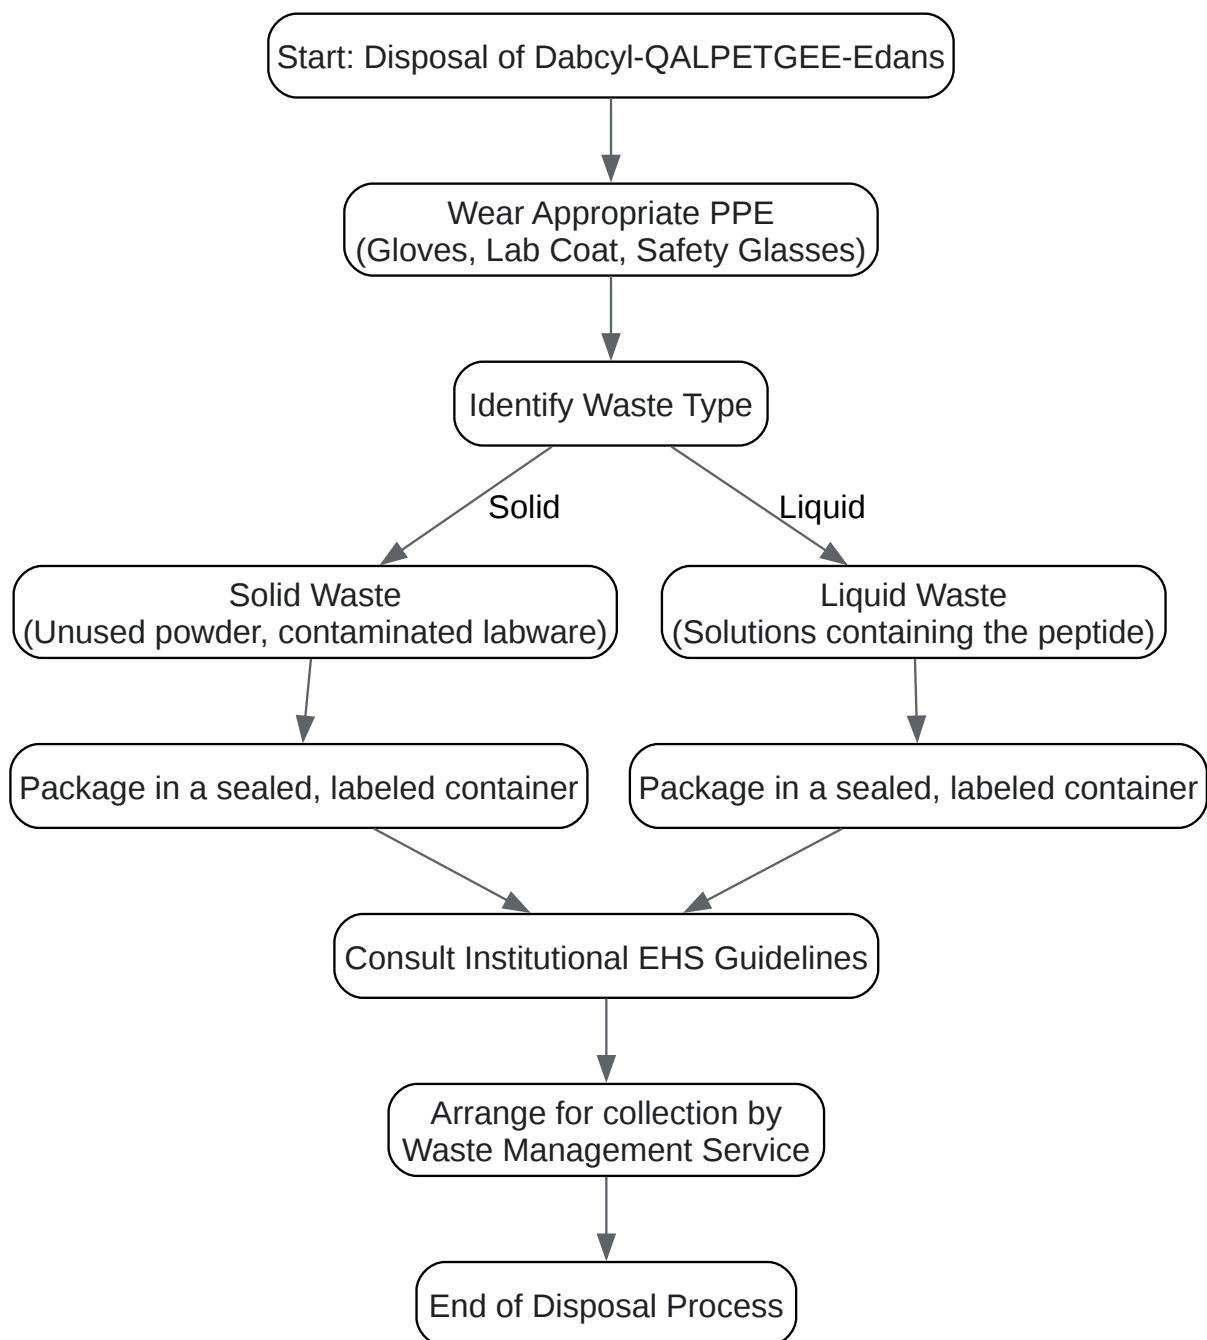 Start: Disposal of Dabcyl-QALPETGEE-Edans
Wear Appropriate PPE
(Gloves, Lab Coat, Safety Glasses)
Identify Waste Type
Solid
Liquid
Solid Waste
(Unused powder, contaminated labware)
Liquid Waste
(Solutions containing the peptide)
Package in a sealed, labeled container
Package in a sealed, labeled container
Consult Institutional EHS Guidelines
Arrange for collection by
Waste Management Service
End of Disposal Process